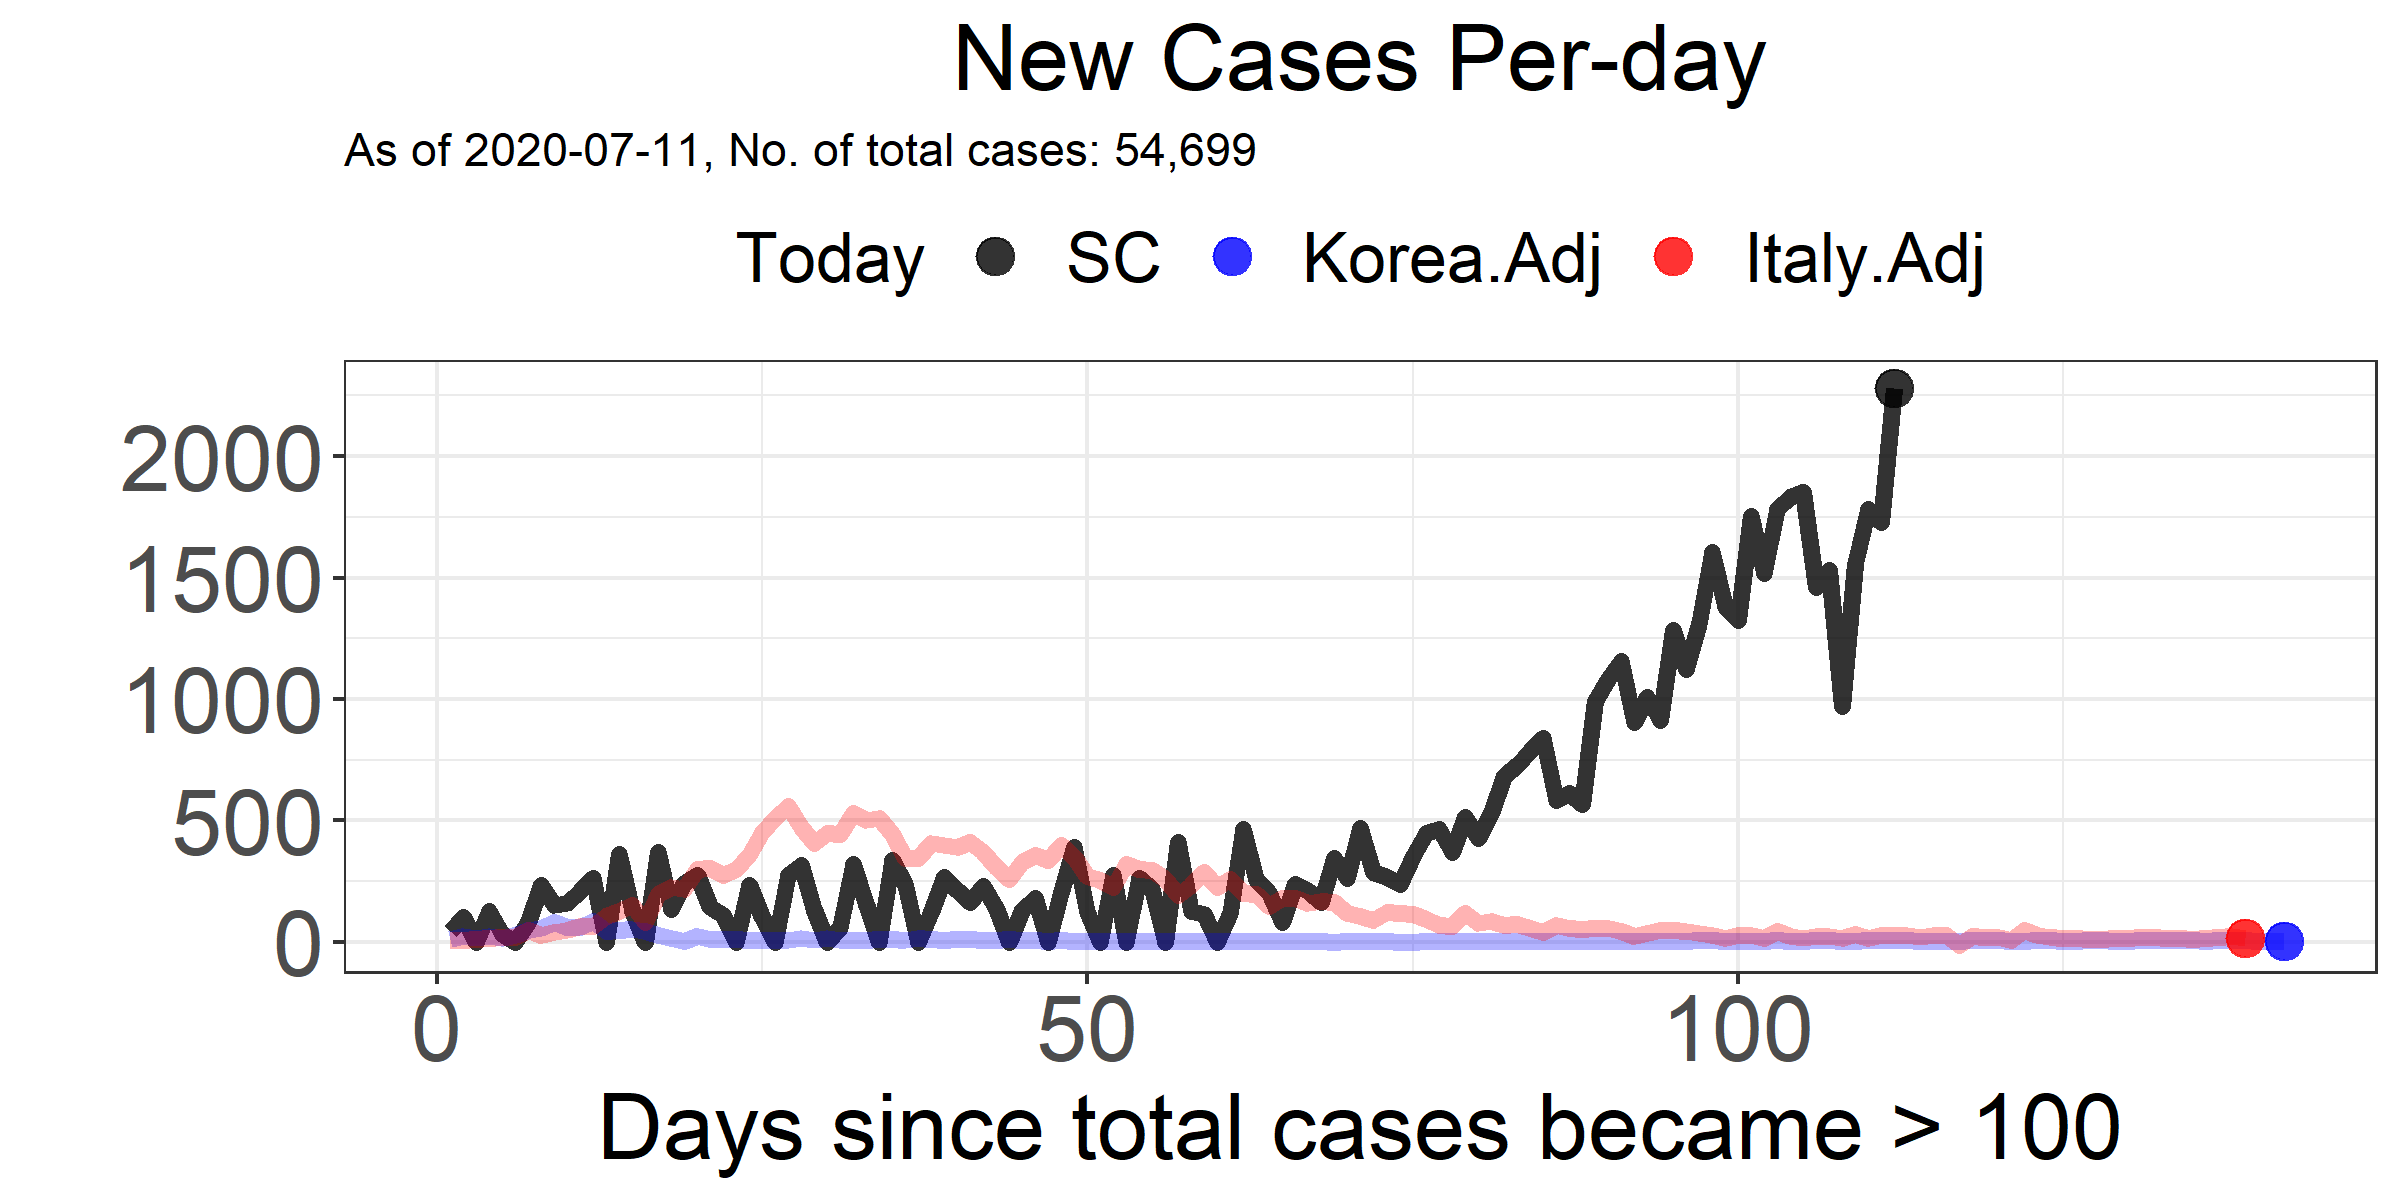 New Cases Per-day
As of 2020-07-11, No. of total cases: 54,699
Today SC Korea.Adj Italy.Adj
2000
1500
1000
500
0
0 50 100
Days since total cases became > 100